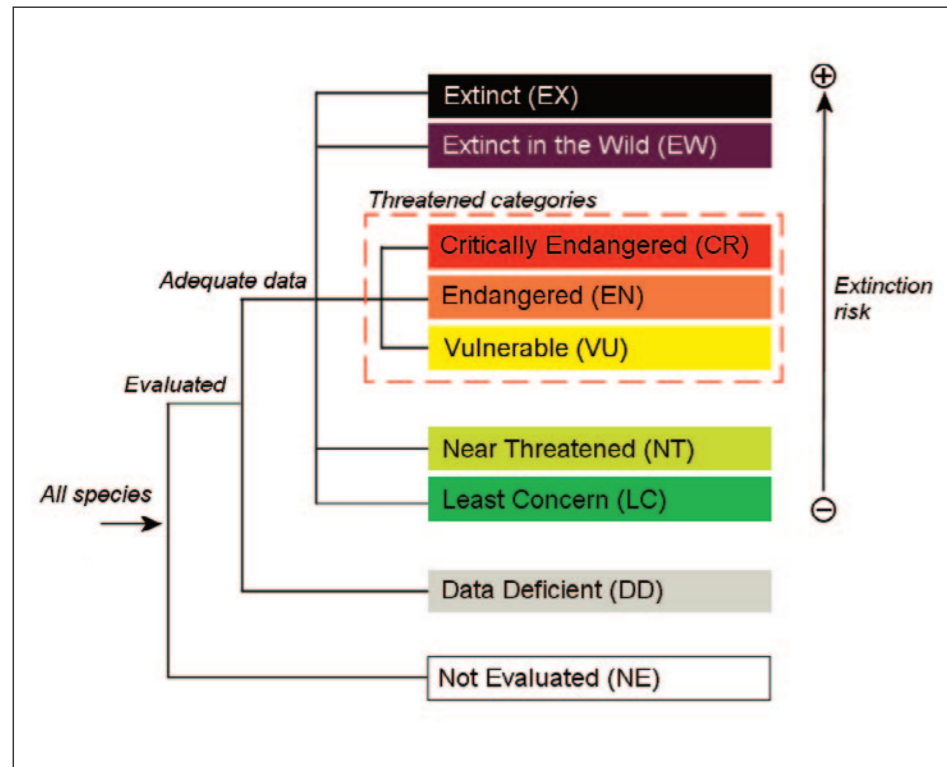 Extinct (EX)
Extinct in the Wild (EW)
Threatened categories
Critically Endangered (CR)
Adequate data
Endangered (EN)
Extinction
risk
Vulnerable (VU)
Evaluated
Near Threatened (NT)
All species
Least Concern (LC)
Data Deficient (DD)
Not Evaluated (NE)